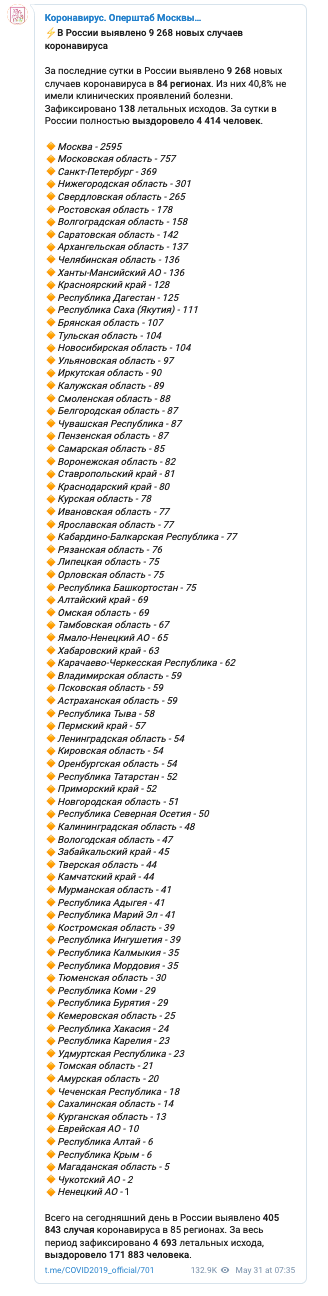 Коронавирус. Оперштаб Москвы…
⚡В России выявлено 9 268 новых случаев
коронавируса
За последние сутки в России выявлено 9 268 новых
случаев коронавируса в 84 регионах. Из них 40,8% не
имели клинических проявлений болезни.
Зафиксировано 138 летальных исходов. За сутки в
России полностью выздоровело 4 414 человек.
🔸Москва - 2595
🔸Московская область - 757
🔸Санкт-Петербург - 369
🔸Нижегородская область - 301
🔸Свердловская область - 265
🔸Ростовская область - 178
🔸Волгоградская область - 158
🔸Саратовская область - 142
🔸Архангельская область - 137
🔸Челябинская область - 136
🔸Ханты-Мансийский АО - 136
🔸Красноярский край - 128
🔸Республика Дагестан - 125
🔸Республика Саха (Якутия) - 111
🔸Брянская область - 107
🔸Тульская область - 104
🔸Новосибирская область - 104
🔸Ульяновская область - 97
🔸Иркутская область - 90
🔸Калужская область - 89
🔸Смоленская область - 88
🔸Белгородская область - 87
🔸Чувашская Республика - 87
🔸Пензенская область - 87
🔸Самарская область - 85
🔸Воронежская область - 82
🔸Ставропольский край - 81
🔸Краснодарский край - 80
🔸Курская область - 78
🔸Ивановская область - 77
🔸Ярославская область - 77
🔸Кабардино-Балкарская Республика - 77
🔸Рязанская область - 76
🔸Липецкая область - 75
🔸Орловская область - 75
🔸Республика Башкортостан - 75
🔸Алтайский край - 69
🔸Омская область - 69
🔸Тамбовская область - 67
🔸Ямало-Ненецкий АО - 65
🔸Хабаровский край - 63
🔸Карачаево-Черкесская Республика - 62
🔸Владимирская область - 59
🔸Псковская область - 59
🔸Астраханская область - 59
🔸Республика Тыва - 58
🔸Пермский край - 57
🔸Ленинградская область - 54
🔸Кировская область - 54
🔸Оренбургская область - 54
🔸Республика Татарстан - 52
🔸Приморский край - 52
🔸Новгородская область - 51
🔸Республика Северная Осетия - 50
🔸Калининградская область - 48
🔸Вологодская область - 47
🔸Забайкальский край - 45
🔸Тверская область - 44
🔸Камчатский край - 44
🔸Мурманская область - 41
🔸Республика Адыгея - 41
🔸Республика Марий Эл - 41
🔸Костромская область - 39
🔸Республика Ингушетия - 39
🔸Республика Калмыкия - 35
🔸Республика Мордовия - 35
🔸Тюменская область - 30
🔸Республика Коми - 29
🔸Республика Бурятия - 29
🔸Кемеровская область - 25
🔸Республика Хакасия - 24
🔸Республика Карелия - 23
🔸Удмуртская Республика - 23
🔸Томская область - 21
🔸Амурская область - 20
🔸Чеченская Республика - 18
🔸Сахалинская область - 14
🔸Курганская область - 13
🔸Еврейская АО - 10
🔸Республика Алтай - 6
🔸Республика Крым - 6
🔸Магаданская область - 5
🔸Чукотский АО - 2
🔸Ненецкий АО - 1
Всего на сегодняшний день в России выявлено 405
843 случая коронавируса в 85 регионах. За весь
период зафиксировано 4 693 летальных исхода,
выздоровело 171 883 человека.
t.me/COVID2019_official/701 132.9K May 31 at 07:35